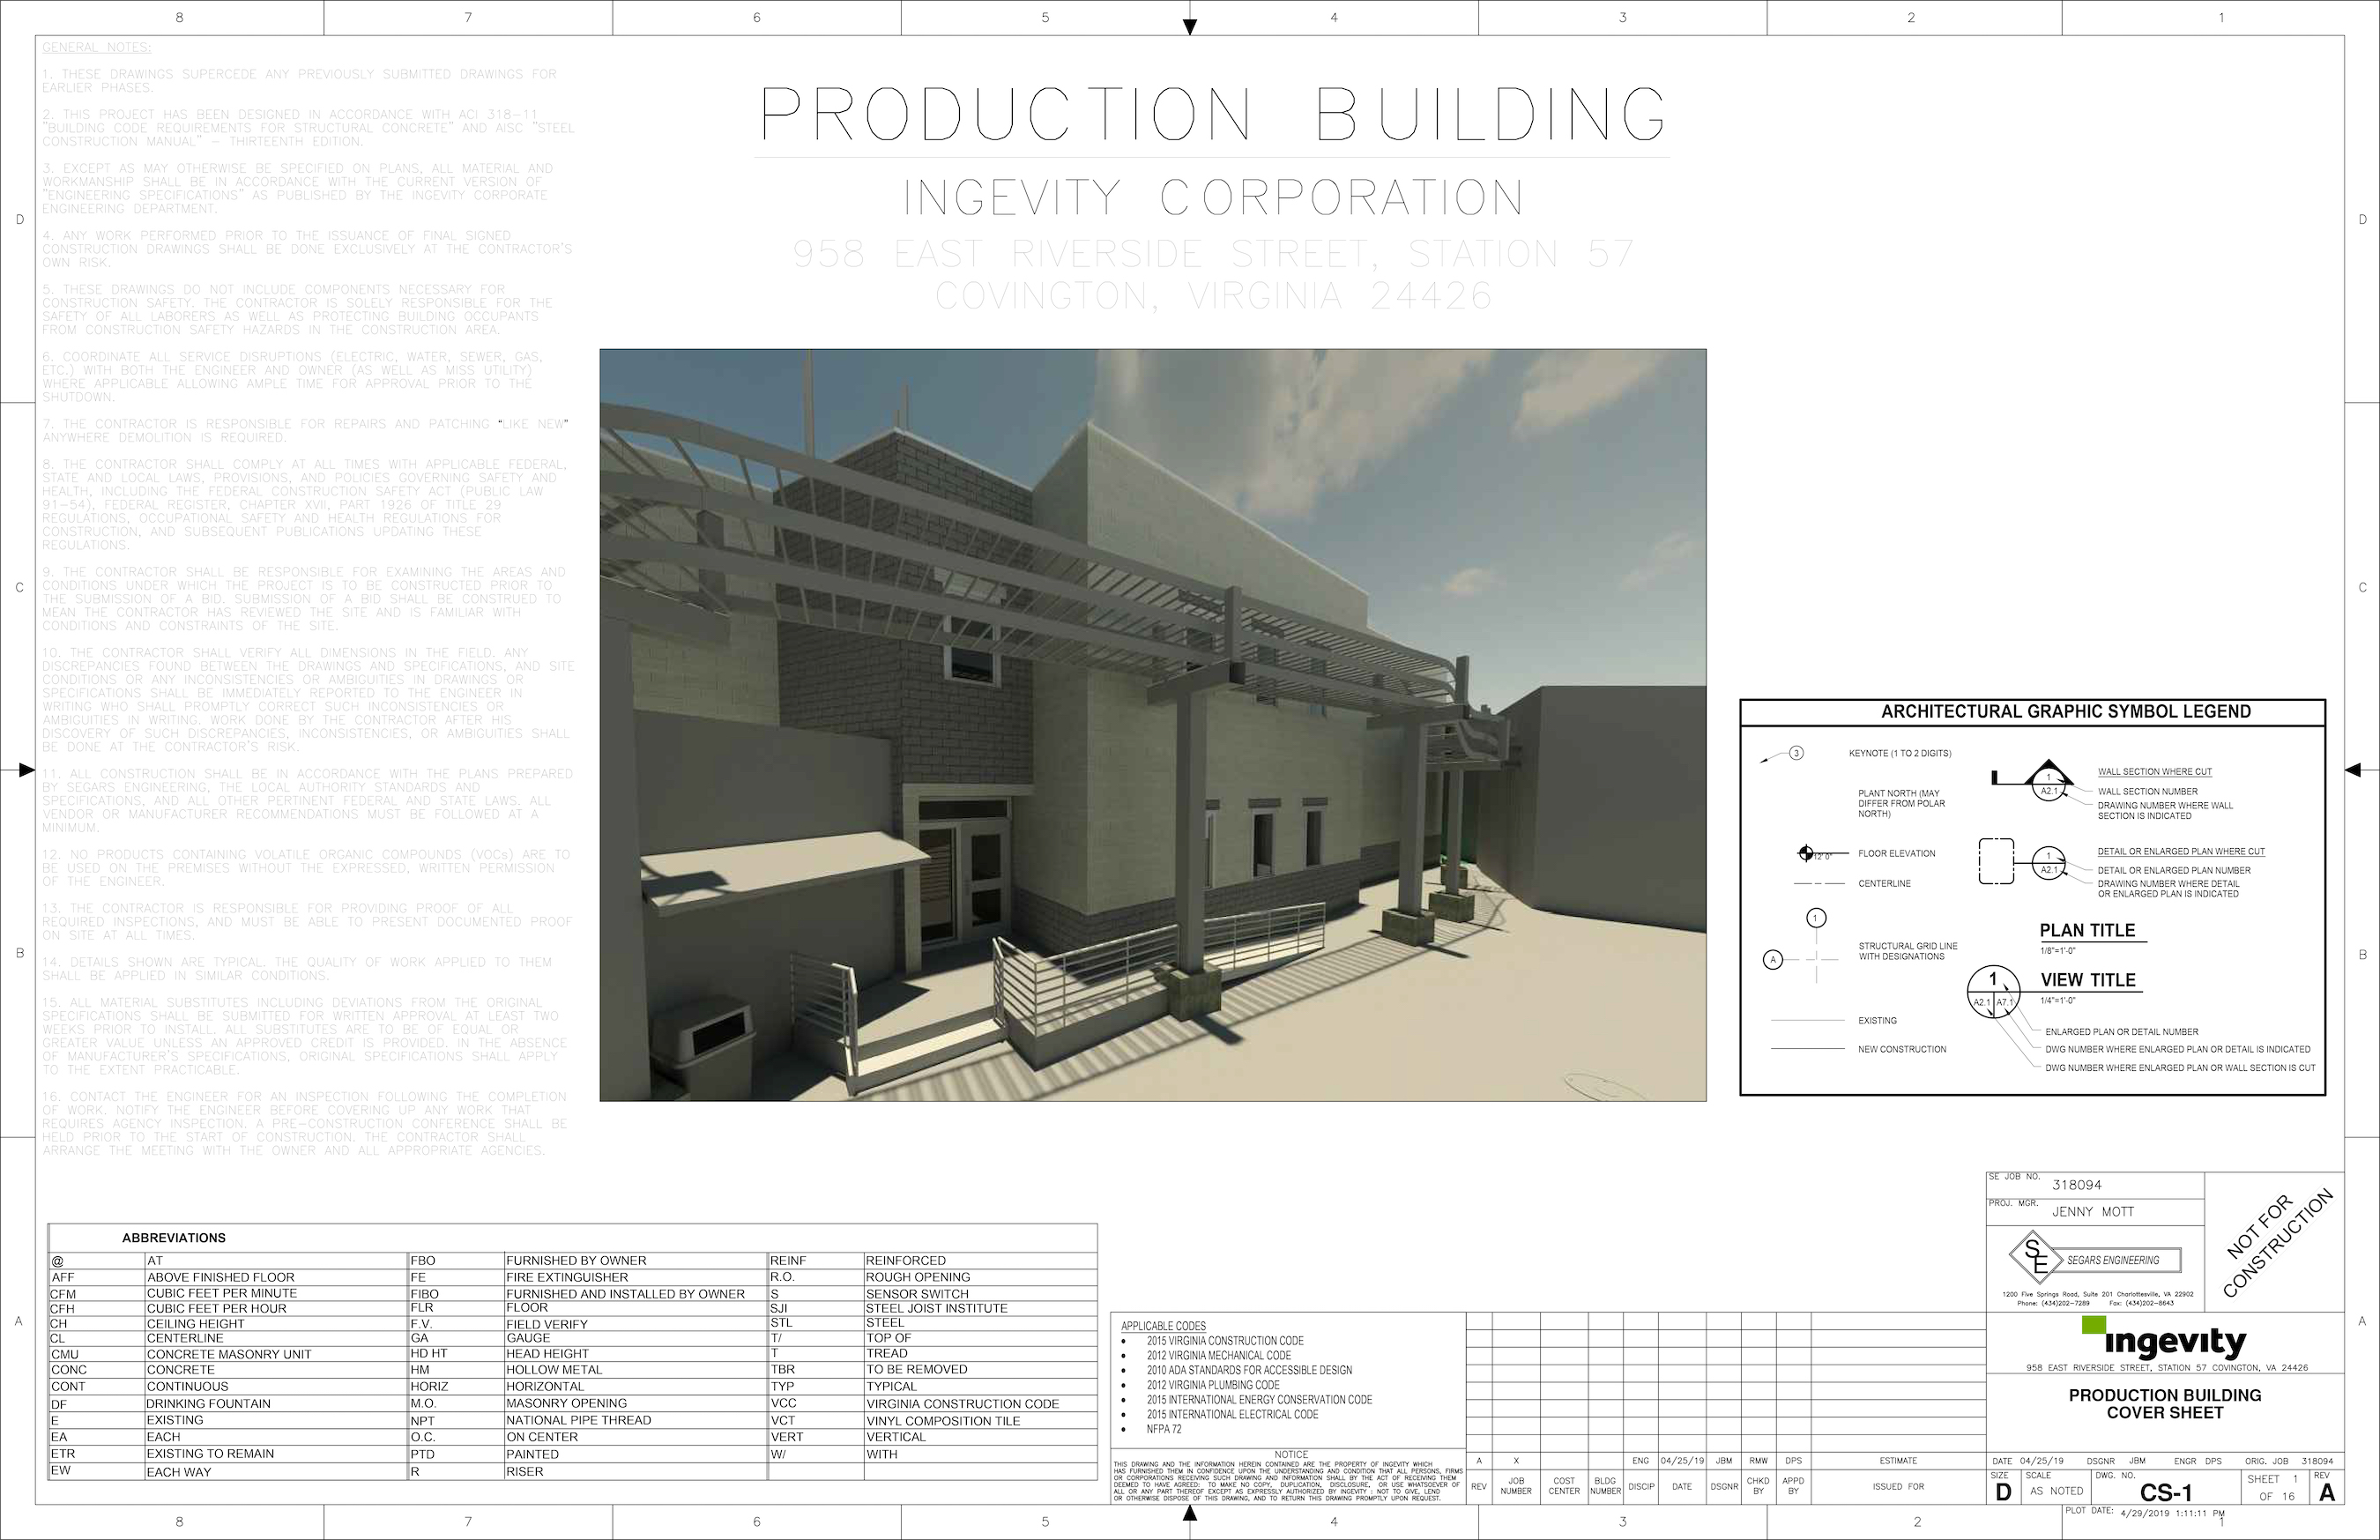 8 7 6 5 4 3 2 1
GENERAL NOTES:
1. THESE DRAWINGS SUPERCEDE ANY PREVIOUSLY SUBMITTED DRAWINGS FOR
EARLIER PHASES.
2. THIS PROJECT HAS BEEN DESIGNED IN ACCORDANCE WITH ACI 318-11
"BUILDING CODE REQUIREMENTS FOR STRUCTURAL CONCRETE" AND AISC "STEEL
CONSTRUCTION MANUAL" - THIRTEENTH EDITION.
3. EXCEPT AS MAY OTHERWISE BE SPECIFIED ON PLANS, ALL MATERIAL AND
WORKMANSHIP SHALL BE IN ACCORDANCE WITH THE CURRENT VERSION OF
"ENGINEERING SPECIFICATIONS" AS PUBLISHED BY THE INGEVITY CORPORATE
ENGINEERING DEPARTMENT.
4. ANY WORK PERFORMED PRIOR TO THE ISSUANCE OF FINAL SIGNED
CONSTRUCTION DRAWINGS SHALL BE DONE EXCLUSIVELY AT THE CONTRACTOR'S
OWN RISK.
5. THESE DRAWINGS DO NOT INCLUDE COMPONENTS NECESSARY FOR
CONSTRUCTION SAFETY. THE CONTRACTOR IS SOLELY RESPONSIBLE FOR THE
SAFETY OF ALL LABORERS AS WELL AS PROTECTING BUILDING OCCUPANTS
FROM CONSTRUCTION SAFETY HAZARDS IN THE CONSTRUCTION AREA.
6. COORDINATE ALL SERVICE DISRUPTIONS (ELECTRIC, WATER, SEWER, GAS,
ETC.) WITH BOTH THE ENGINEER AND OWNER (AS WELL AS MISS UTILITY)
WHERE APPLICABLE ALLOWING AMPLE TIME FOR APPROVAL PRIOR TO THE
SHUTDOWN.
7. THE CONTRACTOR IS RESPONSIBLE FOR REPAIRS AND PATCHING “LIKE NEW”
ANYWHERE DEMOLITION IS REQUIRED.
8. THE CONTRACTOR SHALL COMPLY AT ALL TIMES WITH APPLICABLE FEDERAL,
STATE AND LOCAL LAWS, PROVISIONS, AND POLICIES GOVERNING SAFETY AND
HEALTH, INCLUDING THE FEDERAL CONSTRUCTION SAFETY ACT (PUBLIC LAW
91-54), FEDERAL REGISTER, CHAPTER XVII, PART 1926 OF TITLE 29
REGULATIONS, OCCUPATIONAL SAFETY AND HEALTH REGULATIONS FOR
CONSTRUCTION, AND SUBSEQUENT PUBLICATIONS UPDATING THESE
REGULATIONS.
9. THE CONTRACTOR SHALL BE RESPONSIBLE FOR EXAMINING THE AREAS AND
CONDITIONS UNDER WHICH THE PROJECT IS TO BE CONSTRUCTED PRIOR TO
THE SUBMISSION OF A BID. SUBMISSION OF A BID SHALL BE CONSTRUED TO
MEAN THE CONTRACTOR HAS REVIEWED THE SITE AND IS FAMILIAR WITH
CONDITIONS AND CONSTRAINTS OF THE SITE.
10. THE CONTRACTOR SHALL VERIFY ALL DIMENSIONS IN THE FIELD. ANY
DISCREPANCIES FOUND BETWEEN THE DRAWINGS AND SPECIFICATIONS, AND SITE
CONDITIONS OR ANY INCONSISTENCIES OR AMBIGUITIES IN DRAWINGS OR
SPECIFICATIONS SHALL BE IMMEDIATELY REPORTED TO THE ENGINEER IN
WRITING WHO SHALL PROMPTLY CORRECT SUCH INCONSISTENCIES OR
AMBIGUITIES IN WRITING. WORK DONE BY THE CONTRACTOR AFTER HIS
DISCOVERY OF SUCH DISCREPANCIES, INCONSISTENCIES, OR AMBIGUITIES SHALL
BE DONE AT THE CONTRACTOR'S RISK.
11. ALL CONSTRUCTION SHALL BE IN ACCORDANCE WITH THE PLANS PREPARED
BY SEGARS ENGINEERING, THE LOCAL AUTHORITY STANDARDS AND
SPECIFICATIONS, AND ALL OTHER PERTINENT FEDERAL AND STATE LAWS. ALL
VENDOR OR MANUFACTURER RECOMMENDATIONS MUST BE FOLLOWED AT A
MINIMUM.
12. NO PRODUCTS CONTAINING VOLATILE ORGANIC COMPOUNDS (VOCs) ARE TO
BE USED ON THE PREMISES WITHOUT THE EXPRESSED, WRITTEN PERMISSION
OF THE ENGINEER.
13. THE CONTRACTOR IS RESPONSIBLE FOR PROVIDING PROOF OF ALL
REQUIRED INSPECTIONS, AND MUST BE ABLE TO PRESENT DOCUMENTED PROOF
ON SITE AT ALL TIMES.
14. DETAILS SHOWN ARE TYPICAL. THE QUALITY OF WORK APPLIED TO THEM
SHALL BE APPLIED IN SIMILAR CONDITIONS.
15. ALL MATERIAL SUBSTITUTES INCLUDING DEVIATIONS FROM THE ORIGINAL
SPECIFICATIONS SHALL BE SUBMITTED FOR WRITTEN APPROVAL AT LEAST TWO
WEEKS PRIOR TO INSTALL. ALL SUBSTITUTES ARE TO BE OF EQUAL OR
GREATER VALUE UNLESS AN APPROVED CREDIT IS PROVIDED. IN THE ABSENCE
OF MANUFACTURER'S SPECIFICATIONS, ORIGINAL SPECIFICATIONS SHALL APPLY
TO THE EXTENT PRACTICABLE.
16. CONTACT THE ENGINEER FOR AN INSPECTION FOLLOWING THE COMPLETION
OF WORK. NOTIFY THE ENGINEER BEFORE COVERING UP ANY WORK THAT
REQUIRES AGENCY INSPECTION. A PRE-CONSTRUCTION CONFERENCE SHALL BE
HELD PRIOR TO THE START OF CONSTRUCTION. THE CONTRACTOR SHALL
ARRANGE THE MEETING WITH THE OWNER AND ALL APPROPRIATE AGENCIES.
PRODUCTION BUILDING
INGEVITY CORPORATION
958 EAST RIVERSIDE STREET, STATION 57
COVINGTON, VIRGINIA 24426
D D
C C
B B
A A
ARCHITECTURAL GRAPHIC SYMBOL LEGEND
3 KEYNOTE (1 TO 2 DIGITS)
PLANT NORTH (MAY
DIFFER FROM POLAR
NORTH)
12'0" FLOOR ELEVATION
CENTERLINE
1
A
STRUCTURAL GRID LINE
WITH DESIGNATIONS
EXISTING
NEW CONSTRUCTION
1
A2.1
WALL SECTION WHERE CUT
WALL SECTION NUMBER
DRAWING NUMBER WHERE WALL
SECTION IS INDICATED
1
A2.1
DETAIL OR ENLARGED PLAN WHERE CUT
DETAIL OR ENLARGED PLAN NUMBER
DRAWING NUMBER WHERE DETAIL
OR ENLARGED PLAN IS INDICATED
PLAN TITLE
1/8"=1'-0"
1 VIEW TITLE
A2.1 A7.1 1/4"=1'-0"
ENLARGED PLAN OR DETAIL NUMBER
DWG NUMBER WHERE ENLARGED PLAN OR DETAIL IS INDICATED
DWG NUMBER WHERE ENLARGED PLAN OR WALL SECTION IS CUT
ABBREVIATIONS
@ AT FBO FURNISHED BY OWNER REINF REINFORCED
AFF ABOVE FINISHED FLOOR FE FIRE EXTINGUISHER R.O. ROUGH OPENING
CFM CUBIC FEET PER MINUTE FIBO FURNISHED AND INSTALLED BY OWNER S SENSOR SWITCH
CFH CUBIC FEET PER HOUR FLR FLOOR SJI STEEL JOIST INSTITUTE
CH CEILING HEIGHT F.V. FIELD VERIFY STL STEEL
CL CENTERLINE GA GAUGE T/ TOP OF
CMU CONCRETE MASONRY UNIT HD HT HEAD HEIGHT T TREAD
CONC CONCRETE HM HOLLOW METAL TBR TO BE REMOVED
CONT CONTINUOUS HORIZ HORIZONTAL TYP TYPICAL
DF DRINKING FOUNTAIN M.O. MASONRY OPENING VCC VIRGINIA CONSTRUCTION CODE
E EXISTING NPT NATIONAL PIPE THREAD VCT VINYL COMPOSITION TILE
EA EACH O.C. ON CENTER VERT VERTICAL
ETR EXISTING TO REMAIN PTD PAINTED W/ WITH
EW EACH WAY R RISER
APPLICABLE CODES
• 2015 VIRGINIA CONSTRUCTION CODE
• 2012 VIRGINIA MECHANICAL CODE
• 2010 ADA STANDARDS FOR ACCESSIBLE DESIGN
• 2012 VIRGINIA PLUMBING CODE
• 2015 INTERNATIONAL ENERGY CONSERVATION CODE
• 2015 INTERNATIONAL ELECTRICAL CODE
• NFPA 72
NOTICE
THIS DRAWING AND THE INFORMATION HEREIN CONTAINED ARE THE PROPERTY OF INGEVITY WHICH
HAS FURNISHED THEM IN CONFIDENCE UPON THE UNDERSTANDING AND CONDITION THAT ALL PERSONS, FIRMS
OR CORPORATIONS RECEIVING SUCH DRAWING AND INFORMATION SHALL BY THE ACT OF RECEIVING THEM
DEEMED TO HAVE AGREED: TO MAKE NO COPY, DUPLICATION, DISCLOSURE, OR USE WHATSOEVER OF
ALL OR ANY PART THEREOF EXCEPT AS EXPRESSLY AUTHORIZED BY INGEVITY : NOT TO GIVE, LEND
OR OTHERWISE DISPOSE OF THIS DRAWING, AND TO RETURN THIS DRAWING PROMPTLY UPON REQUEST.
A X ENG 04/25/19 JBM RMW DPS ESTIMATE
REV JOB NUMBER COST CENTER BLDG NUMBER DISCIP DATE DSGNR CHKD BY APPD BY ISSUED FOR
SE JOB NO. 318094
PROJ. MGR. JENNY MOTT
SE SEGARS ENGINEERING
1200 Five Springs Road, Suite 201 Charlottesville, VA 22902
Phone: (434)202-7289 Fax: (434)202-8643
NOT FOR
CONSTRUCTION
ingevity
958 EAST RIVERSIDE STREET, STATION 57 COVINGTON, VA 24426
PRODUCTION BUILDING
COVER SHEET
DATE 04/25/19 DSGNR JBM ENGR DPS ORIG. JOB 318094
SIZE D SCALE AS NOTED DWG. NO. CS-1 SHEET 1 OF 16 REV A
PLOT DATE: 4/29/2019 1:11:11 PM
8 7 6 5 4 3 2 1